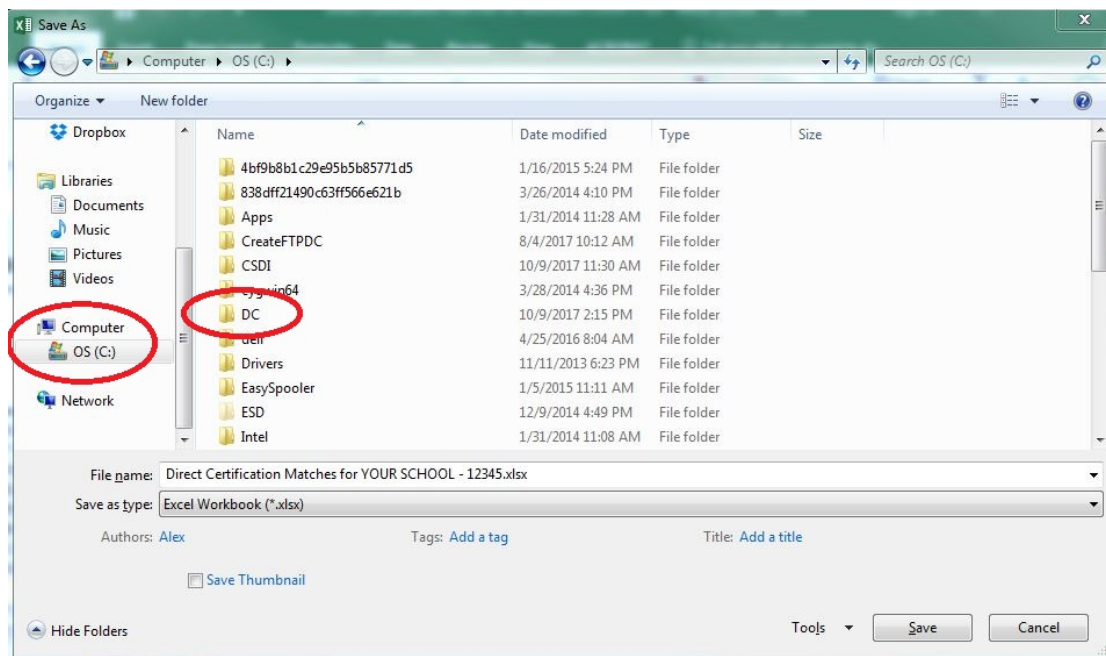 Save As
x
Computer ▸ OS (C:) ▸
Search OS (C:)
Organize New folder
Dropbox
Libraries
Documents
Music
Pictures
Videos
Computer
OS (C:)
Network
Name Date modified Type Size
4bf9b8b1c29e95b5b85771d5 1/16/2015 5:24 PM File folder
838dff21490c63ff566e621b 3/26/2014 4:10 PM File folder
Apps 1/31/2014 11:28 AM File folder
CreateFTPDC 8/4/2017 10:12 AM File folder
CSDI 10/9/2017 11:30 AM File folder
cygwin64 3/28/2014 4:36 PM File folder
DC 10/9/2017 2:15 PM File folder
dell 4/25/2016 8:04 AM File folder
Drivers 11/11/2013 6:23 PM File folder
EasySpooler 1/5/2015 11:11 AM File folder
ESD 12/9/2014 4:49 PM File folder
Intel 1/31/2014 11:08 AM File folder
File name: Direct Certification Matches for YOUR SCHOOL - 12345.xlsx
Save as type: Excel Workbook (*.xlsx)
Authors: Alex Tags: Add a tag Title: Add a title
Save Thumbnail
Hide Folders Tools Save Cancel